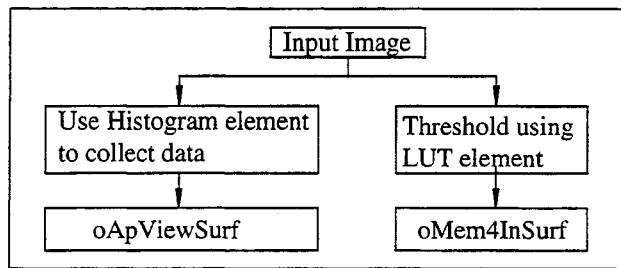 Input Image
Use Histogram element
to collect data
Threshold using
LUT element
oApViewSurf
oMem4InSurf